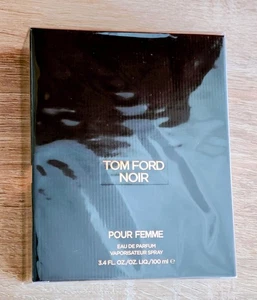 TOM FORD
NOIR
POUR FEMME
EAU DE PARFUM
VAPORISATEUR SPRAY
3.4 FL. OZ./OZ. LIQ./100 ml ℮